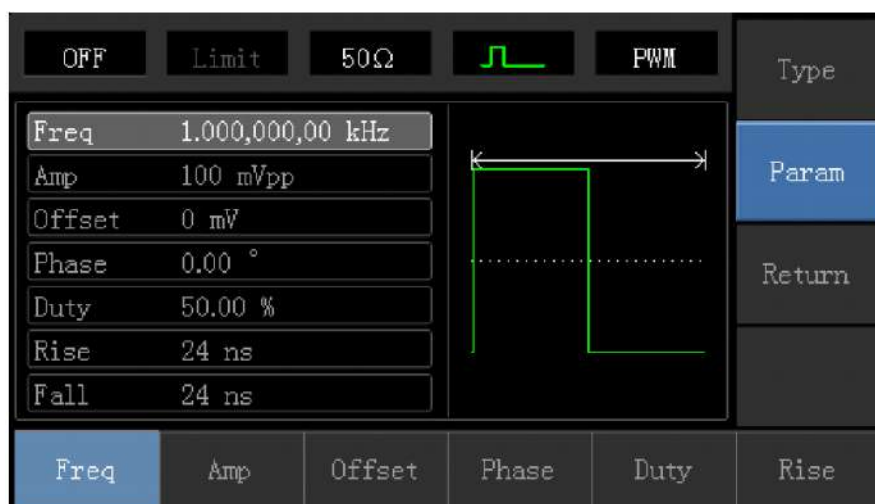 OFF Limit 50Ω PWM
Type
Freq 1.000,000,00 kHz
Amp 100 mVpp
Param
Offset 0 mV
Phase 0.00 °
Return
Duty 50.00 %
Rise 24 ns
Fall 24 ns
Freq Amp Offset Phase Duty Rise